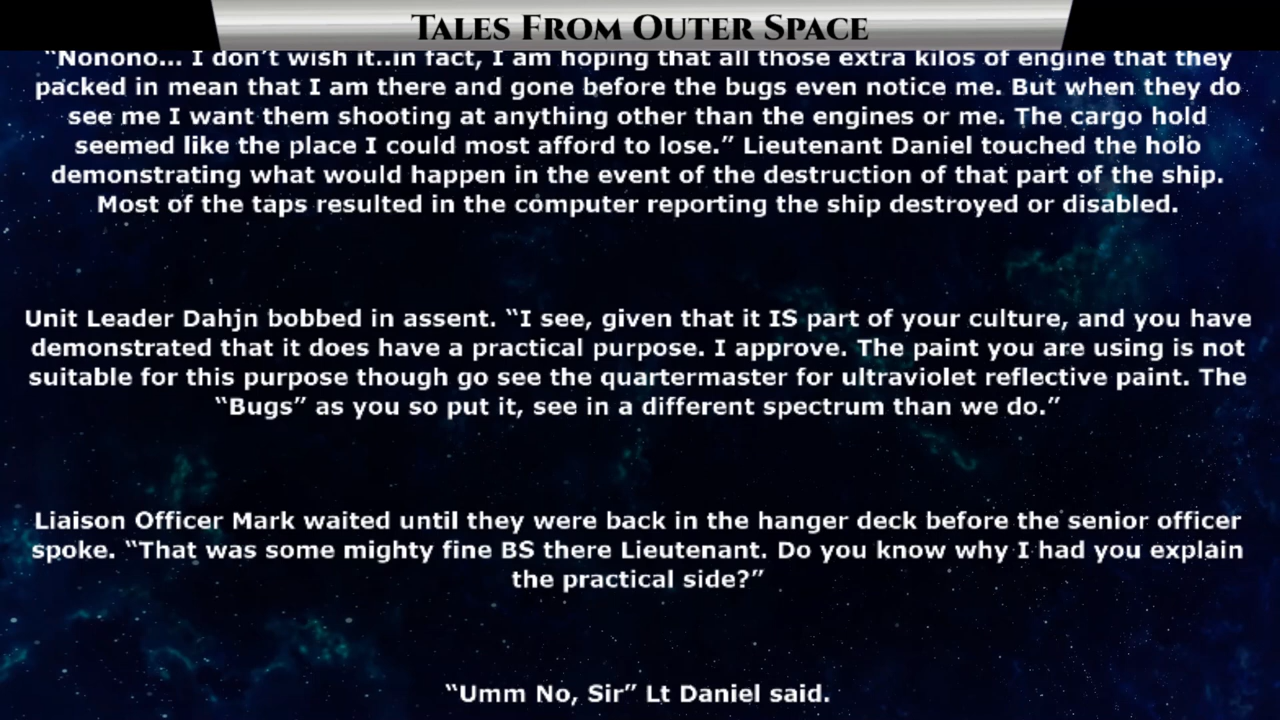 Tales From Outer Space
“Nonono... I don’t wish it..in fact, I am hoping that all those extra kilos of engine that they
packed in mean that I am there and gone before the bugs even notice me. But when they do
see me I want them shooting at anything other than the engines or me. The cargo hold
seemed like the place I could most afford to lose.” Lieutenant Daniel touched the holo
demonstrating what would happen in the event of the destruction of that part of the ship.
Most of the taps resulted in the computer reporting the ship destroyed or disabled.
Unit Leader Dahjn bobbed in assent. “I see, given that it IS part of your culture, and you have
demonstrated that it does have a practical purpose. I approve. The paint you are using is not
suitable for this purpose though go see the quartermaster for ultraviolet reflective paint. The
“Bugs” as you so put it, see in a different spectrum than we do.”
Liaison Officer Mark waited until they were back in the hanger deck before the senior officer
spoke. “That was some mighty fine BS there Lieutenant. Do you know why I had you explain
the practical side?”
“Umm No, Sir” Lt Daniel said.